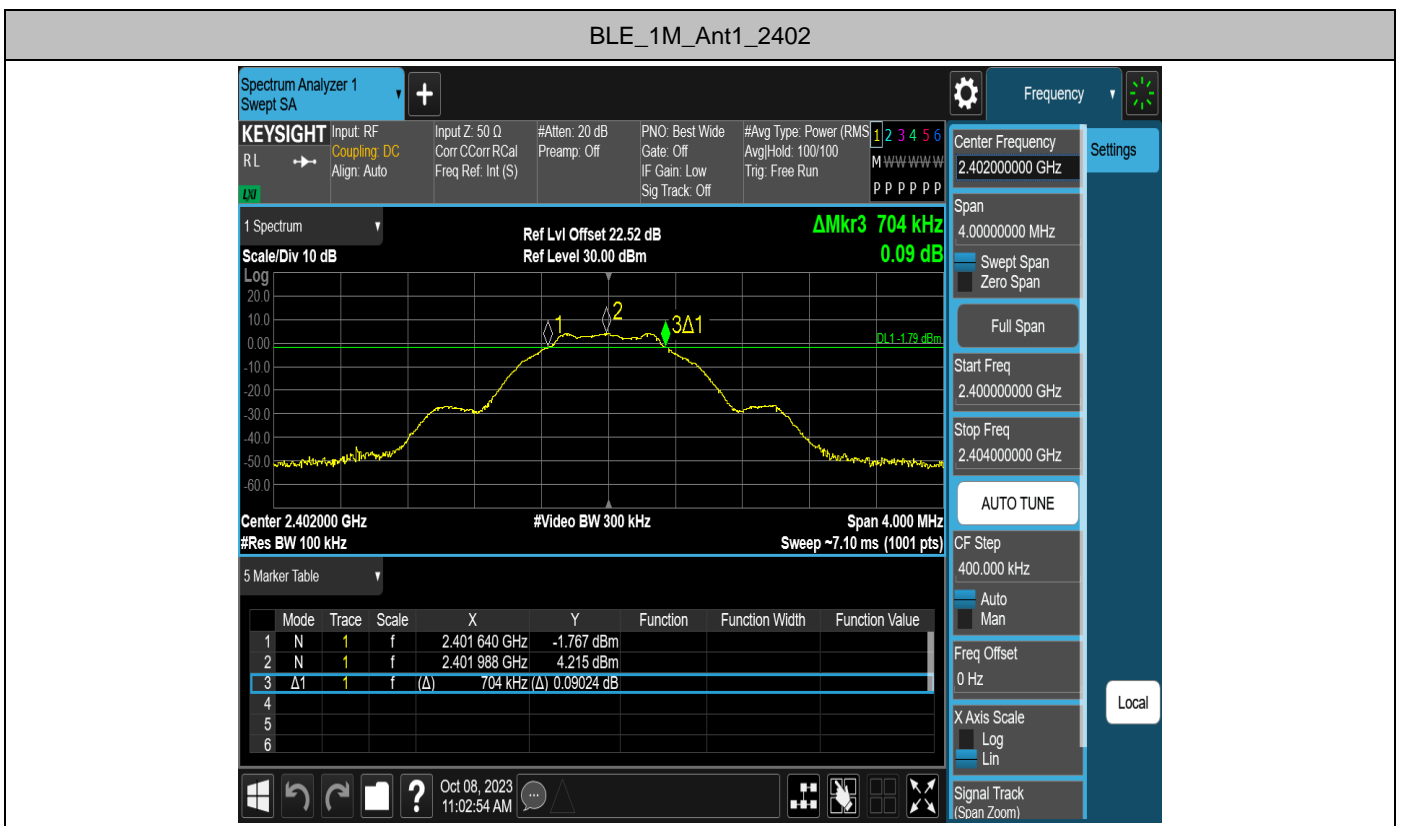 BLE_1M_Ant1_2402
Spectrum Analyzer 1
Swept SA
+
Frequency
KEYSIGHT
RL
LXI
Input: RF
Coupling: DC
Align: Auto
Input Z: 50 Ω
Corr CCorr RCal
Freq Ref: Int (S)
#Atten: 20 dB
Preamp: Off
PNO: Best Wide
Gate: Off
IF Gain: Low
Sig Track: Off
#Avg Type: Power (RMS
Avg|Hold: 100/100
Trig: Free Run
1 2 3 4 5 6
M W W W W W
P P P P P P
1 Spectrum
Scale/Div 10 dB
Ref Lvl Offset 22.52 dB
Ref Level 30.00 dBm
ΔMkr3 704 kHz
0.09 dB
Log
20.0
10.0
0.00
-10.0
-20.0
-30.0
-40.0
-50.0
-60.0
1
2
3Δ1
DL1 -1.79 dBm
Center 2.402000 GHz
#Video BW 300 kHz
Span 4.000 MHz
#Res BW 100 kHz
Sweep ~7.10 ms (1001 pts)
5 Marker Table
Mode Trace Scale X Y Function Function Width Function Value
1 N 1 f 2.401 640 GHz -1.767 dBm
2 N 1 f 2.401 988 GHz 4.215 dBm
3 Δ1 1 f (Δ) 704 kHz (Δ) 0.09024 dB
4
5
6
?
Oct 08, 2023
11:02:54 AM
Center Frequency
2.402000000 GHz
Settings
Span
4.00000000 MHz
Swept Span
Zero Span
Full Span
Start Freq
2.400000000 GHz
Stop Freq
2.404000000 GHz
AUTO TUNE
CF Step
400.000 kHz
Auto
Man
Freq Offset
0 Hz
Local
X Axis Scale
Log
Lin
Signal Track
(Span Zoom)